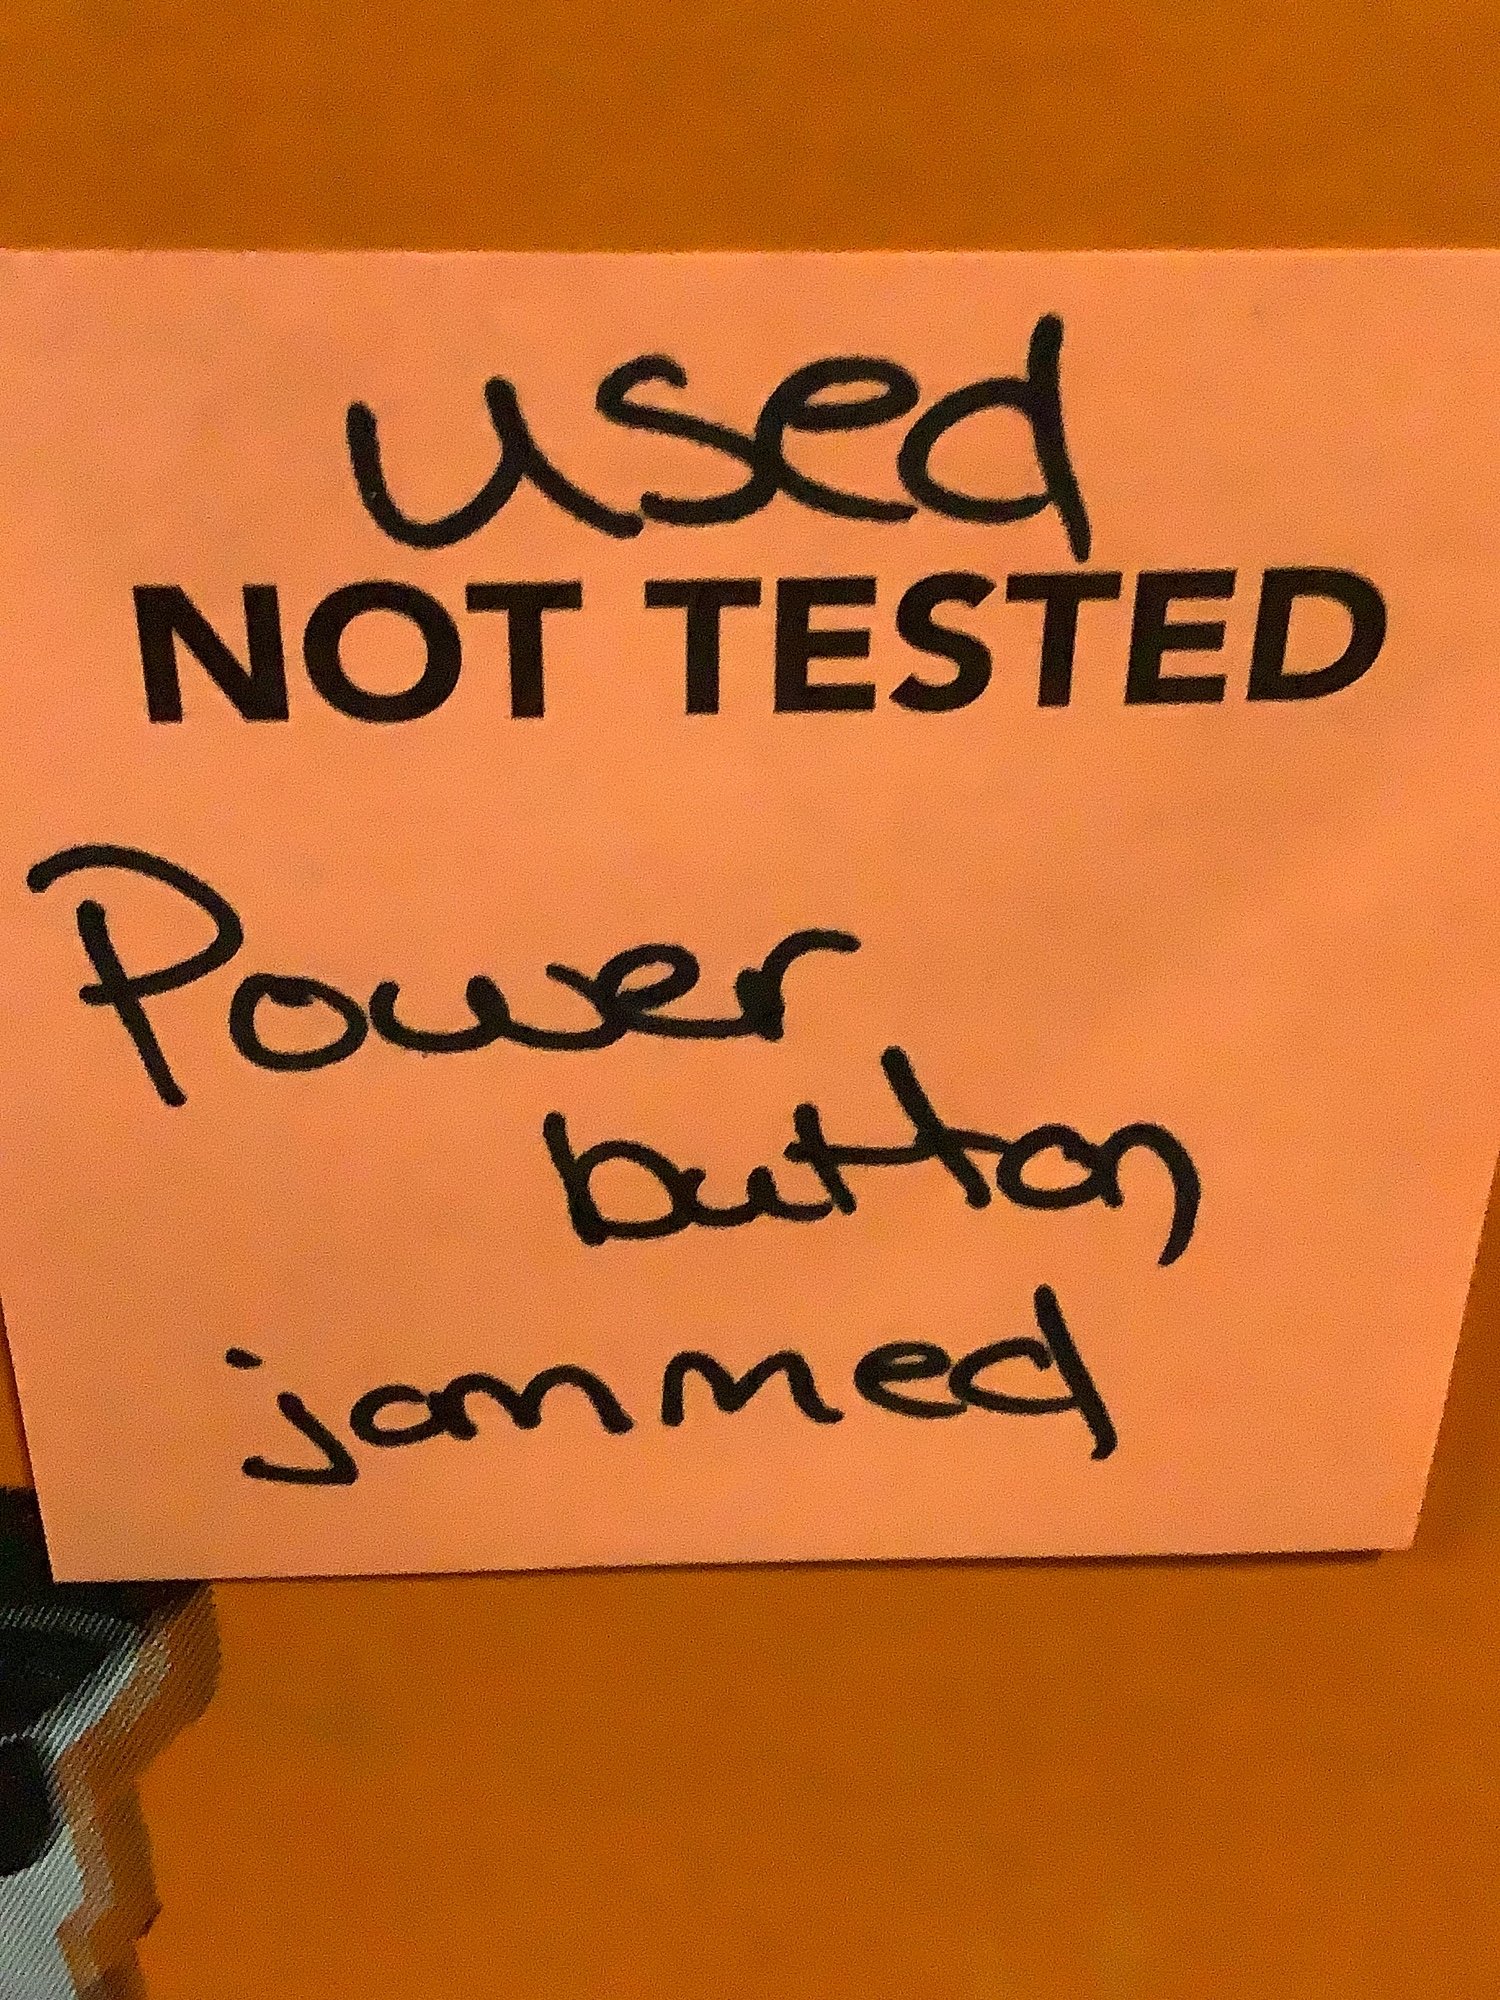 used
NOT TESTED
Power
button
jammed